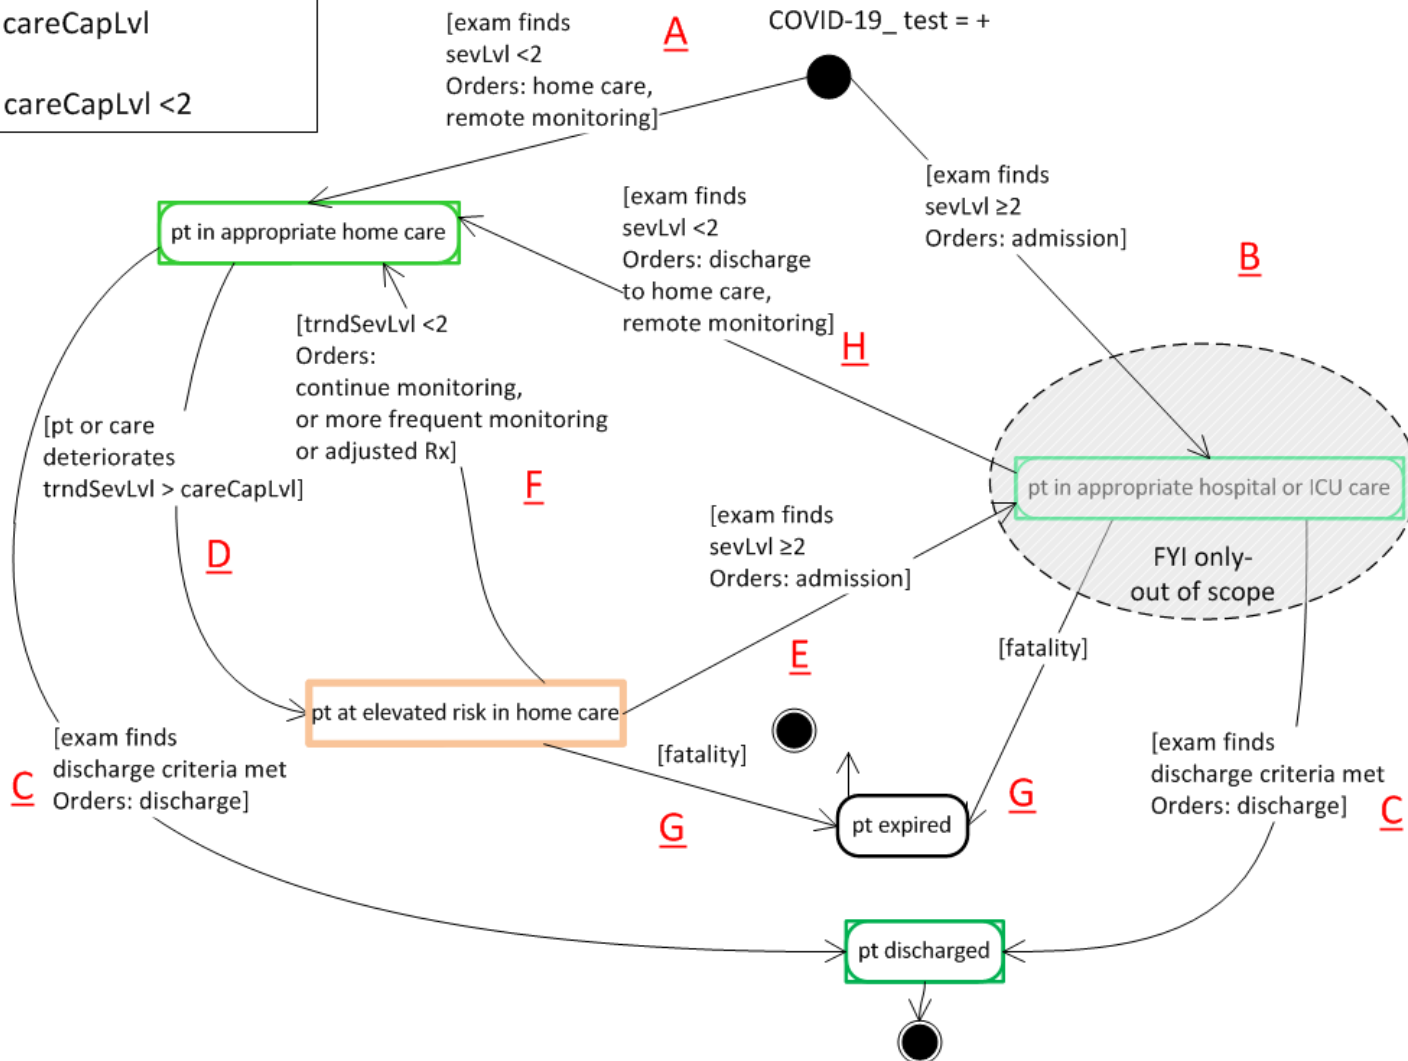 careCapLvl
careCapLvl <2
COVID-19_ test = +
[exam finds
sevLvl <2
Orders: home care,
remote monitoring]
A
[exam finds
sevLvl ≥2
Orders: admission]
B
pt in appropriate home care
[exam finds
sevLvl <2
Orders: discharge
to home care,
remote monitoring]
H
[trndSevLvl <2
Orders:
continue monitoring,
or more frequent monitoring
or adjusted Rx]
F
[pt or care
deteriorates
trndSevLvl > careCapLvl]
D
pt in appropriate hospital or ICU care
FYI only-
out of scope
[exam finds
sevLvl ≥2
Orders: admission]
E
[fatality]
G
pt at elevated risk in home care
[fatality]
G
[exam finds
discharge criteria met
Orders: discharge]
C
[exam finds
discharge criteria met
Orders: discharge]
C
pt expired
pt discharged